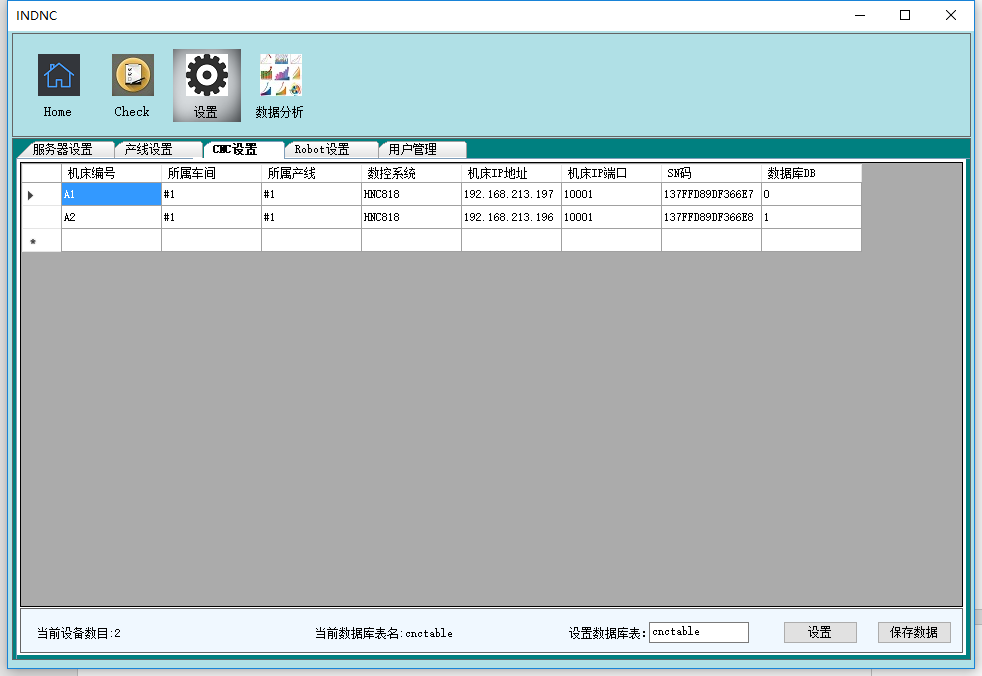 INDNC
Home Check 设置 数据分析
服务器设置 产线设置 CNC设置 Robot设置 用户管理
机床编号 所属车间 所属产线 数控系统 机床IP地址 机床IP端口 SN码 数据库DB
A1 #1 #1 HNC818 192.168.213.197 10001 137FFD89DF366E7 0
A2 #1 #1 HNC818 192.168.213.196 10001 137FFD89DF366E8 1
当前设备数目:2 当前数据库表名:cnctable 设置数据库表: cnctable 设置 保存数据